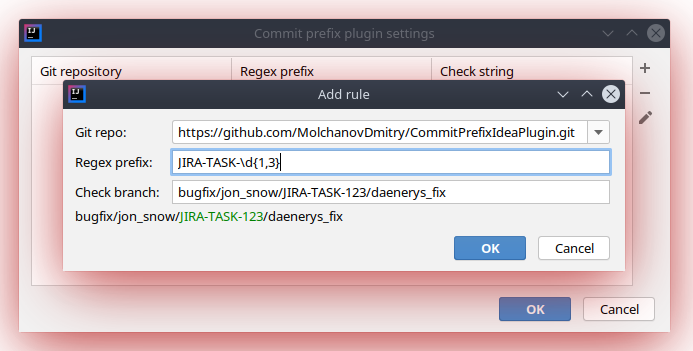 Commit prefix plugin settings
Git repository Regex prefix Check string
Add rule
Git repo: https://github.com/MolchanovDmitry/CommitPrefixIdeaPlugin.git
Regex prefix: JIRA-TASK-\d{1,3}
Check branch: bugfix/jon_snow/JIRA-TASK-123/daenerys_fix
bugfix/jon_snow/JIRA-TASK-123/daenerys_fix
OK Cancel
OK Cancel